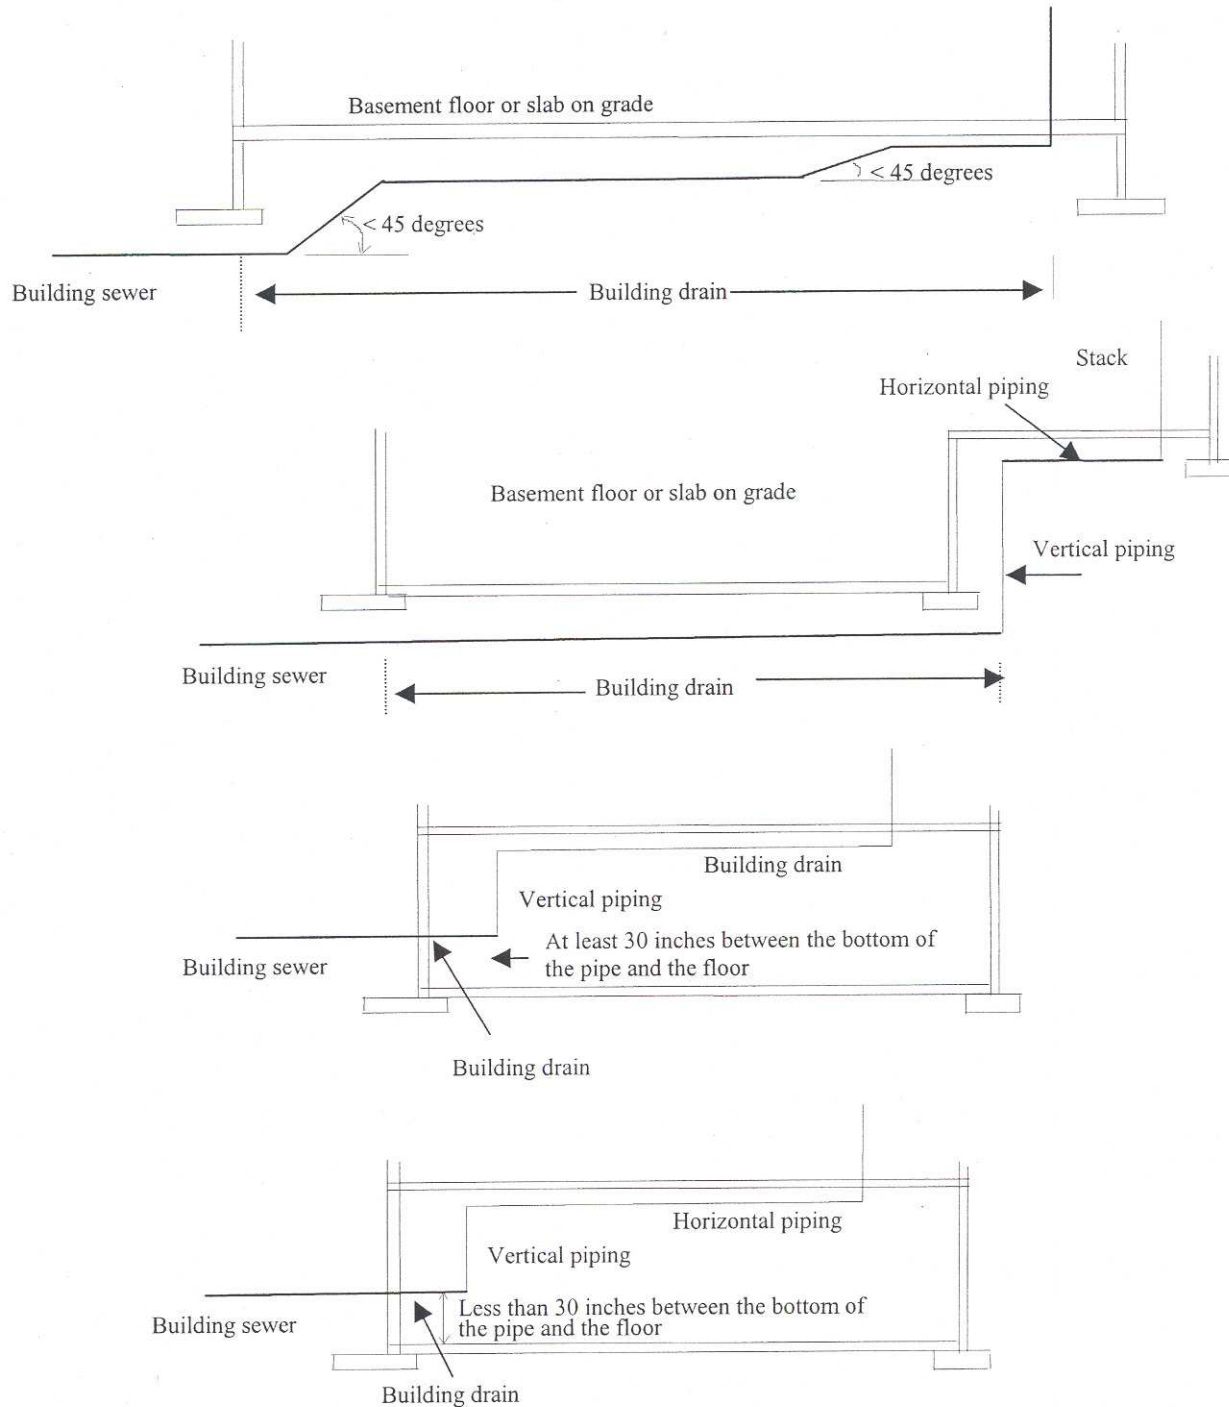 Basement floor or slab on grade
< 45 degrees
< 45 degrees
Building sewer
Building drain
Stack
Horizontal piping
Basement floor or slab on grade
Vertical piping
Building sewer
Building drain
Building drain
Vertical piping
At least 30 inches between the bottom of
the pipe and the floor
Building sewer
Building drain
Horizontal piping
Vertical piping
Less than 30 inches between the bottom of
the pipe and the floor
Building sewer
Building drain